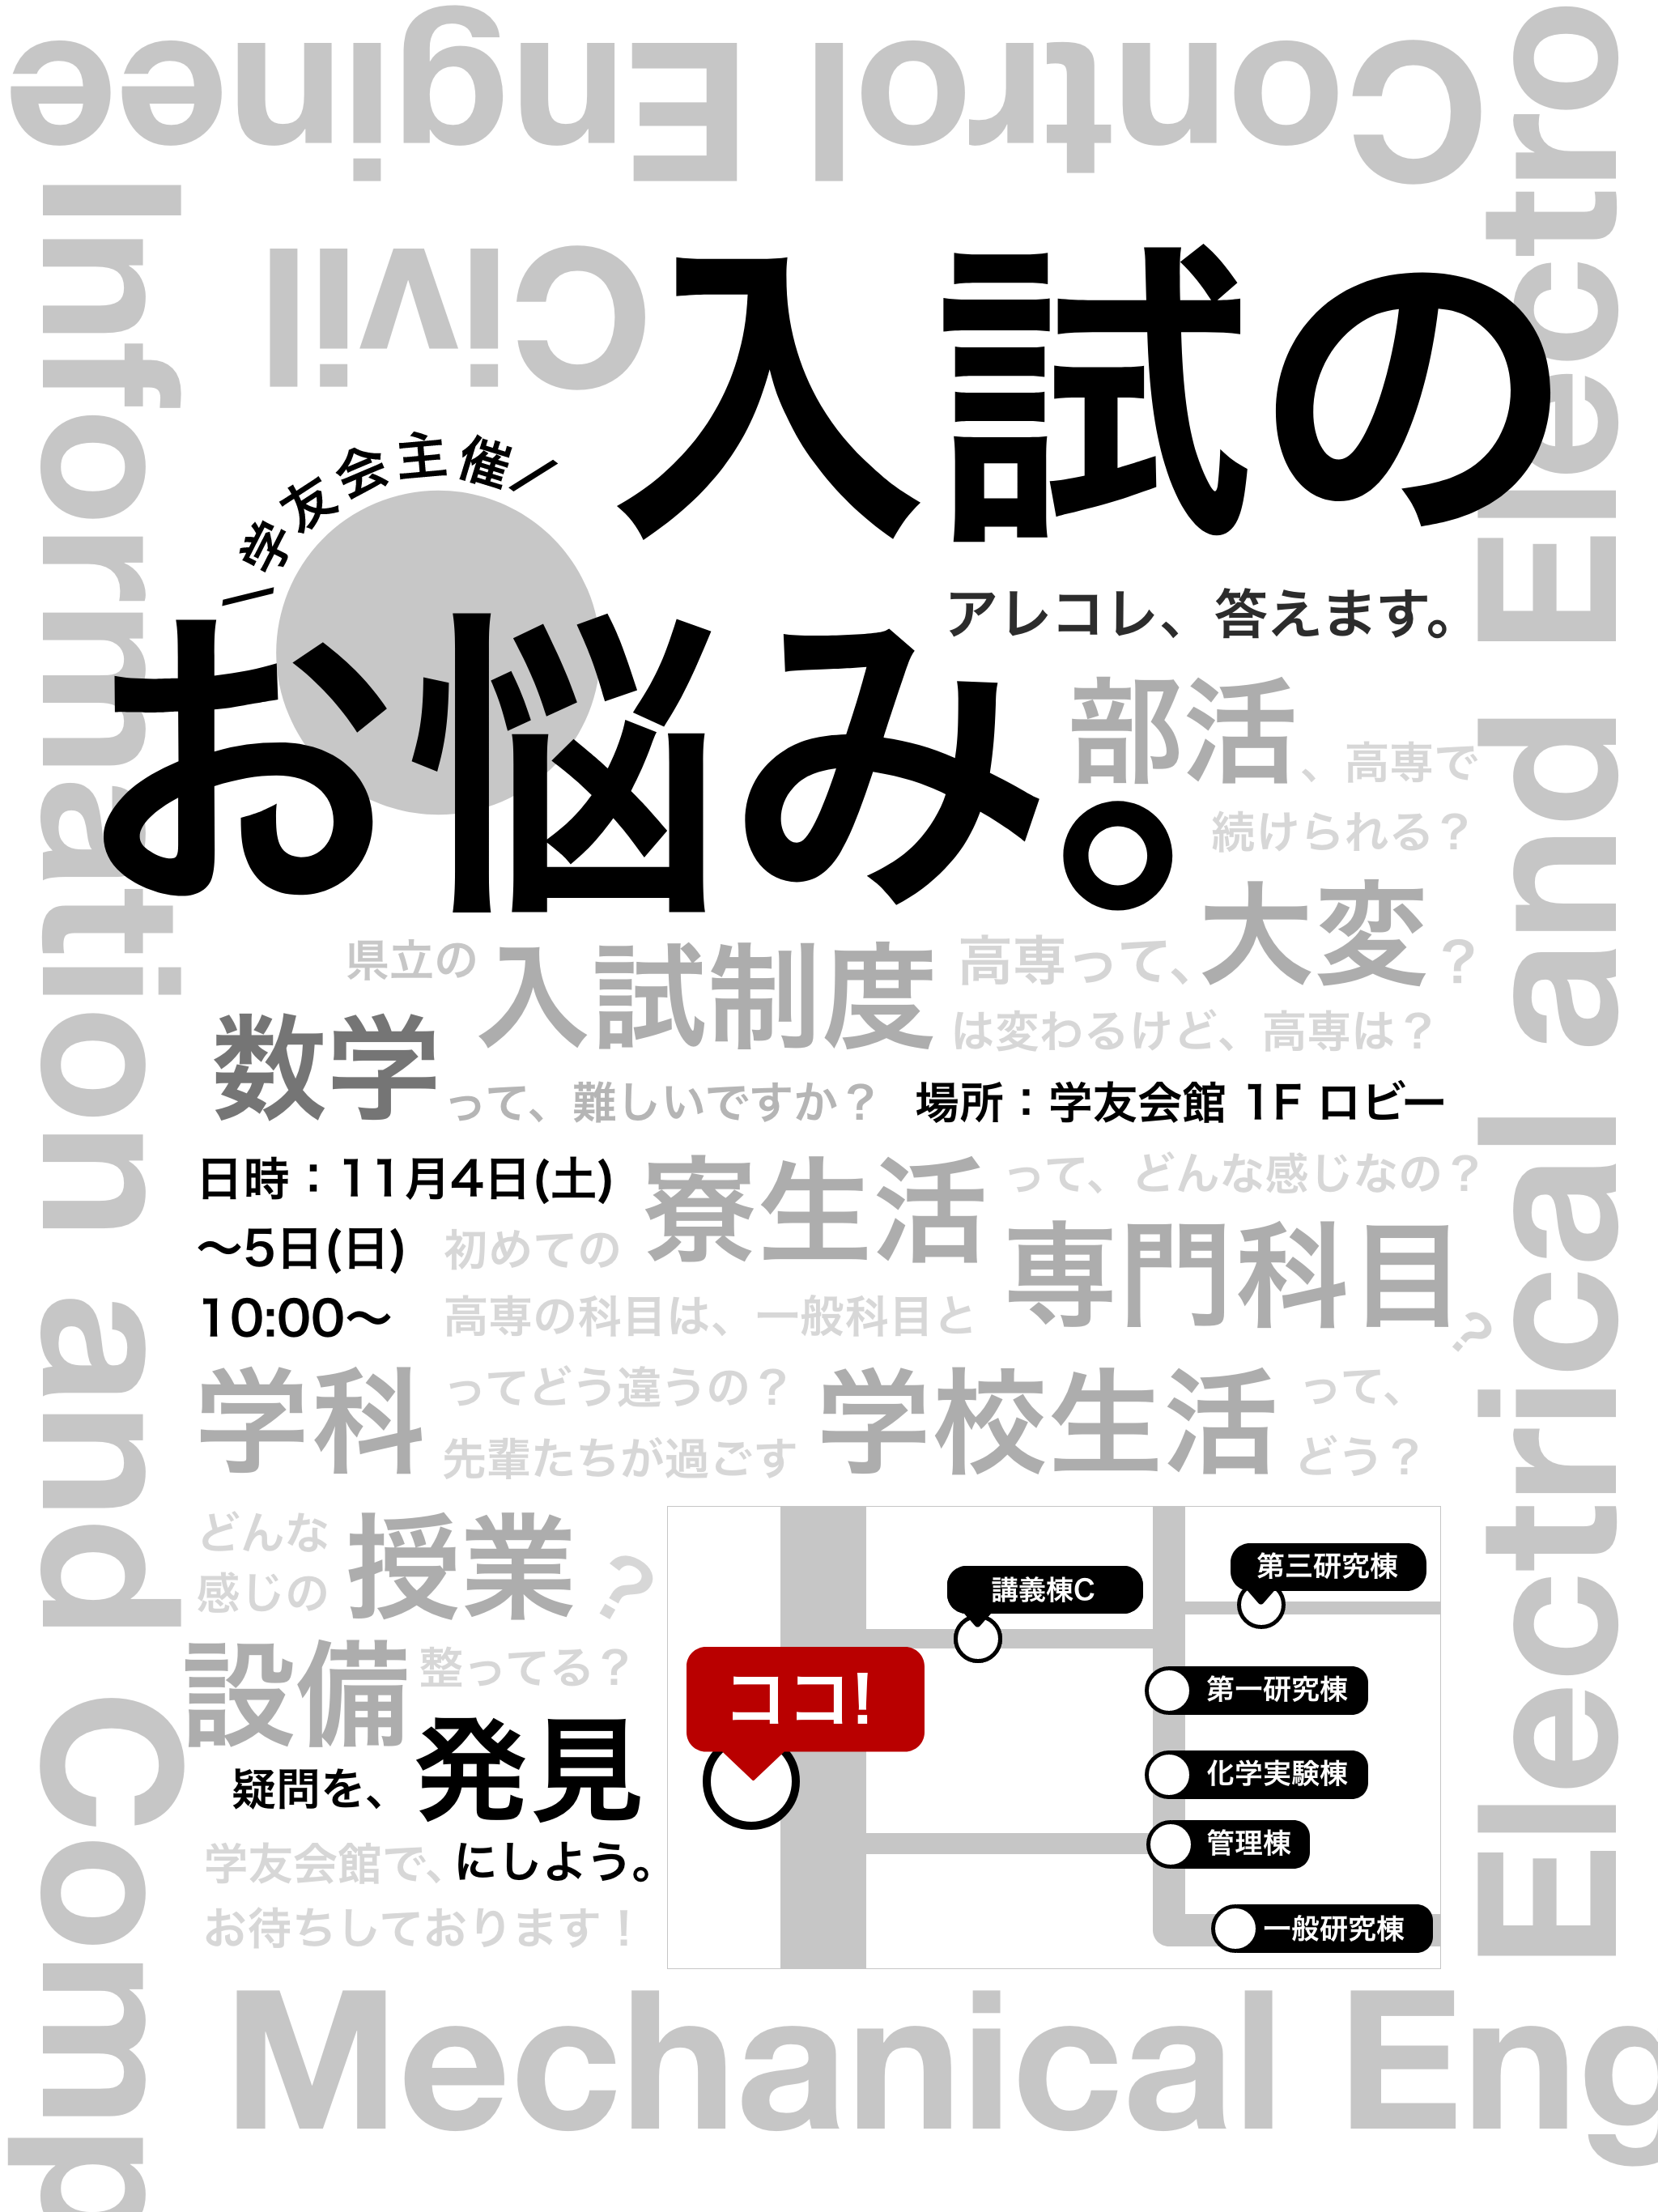 Control Enginee
Information and Comp
Electrical and Electro
Civil
入試の
\学友会主催/
お悩み。
アレコレ、答えます。
部活、高専で
続けられる？
高専って、大変？
県立の入試制度
は変わるけど、高専は？
数学って、難しいですか？
場所：学友会館 1F ロビー
日時：11月4日(土)
〜5日(日)
10:00〜
初めての寮生活って、どんな感じなの？
高専の科目は、一般科目と専門科目？
学科ってどう違うの？
先輩たちが過ごす学校生活って、
どう？
どんな
感じの授業？
設備整ってる？
疑問を、発見
にしよう。
学友会館で、
お待ちしております！
講義棟C
第三研究棟
ココ!
第一研究棟
化学実験棟
管理棟
一般研究棟
Mechanical Eng